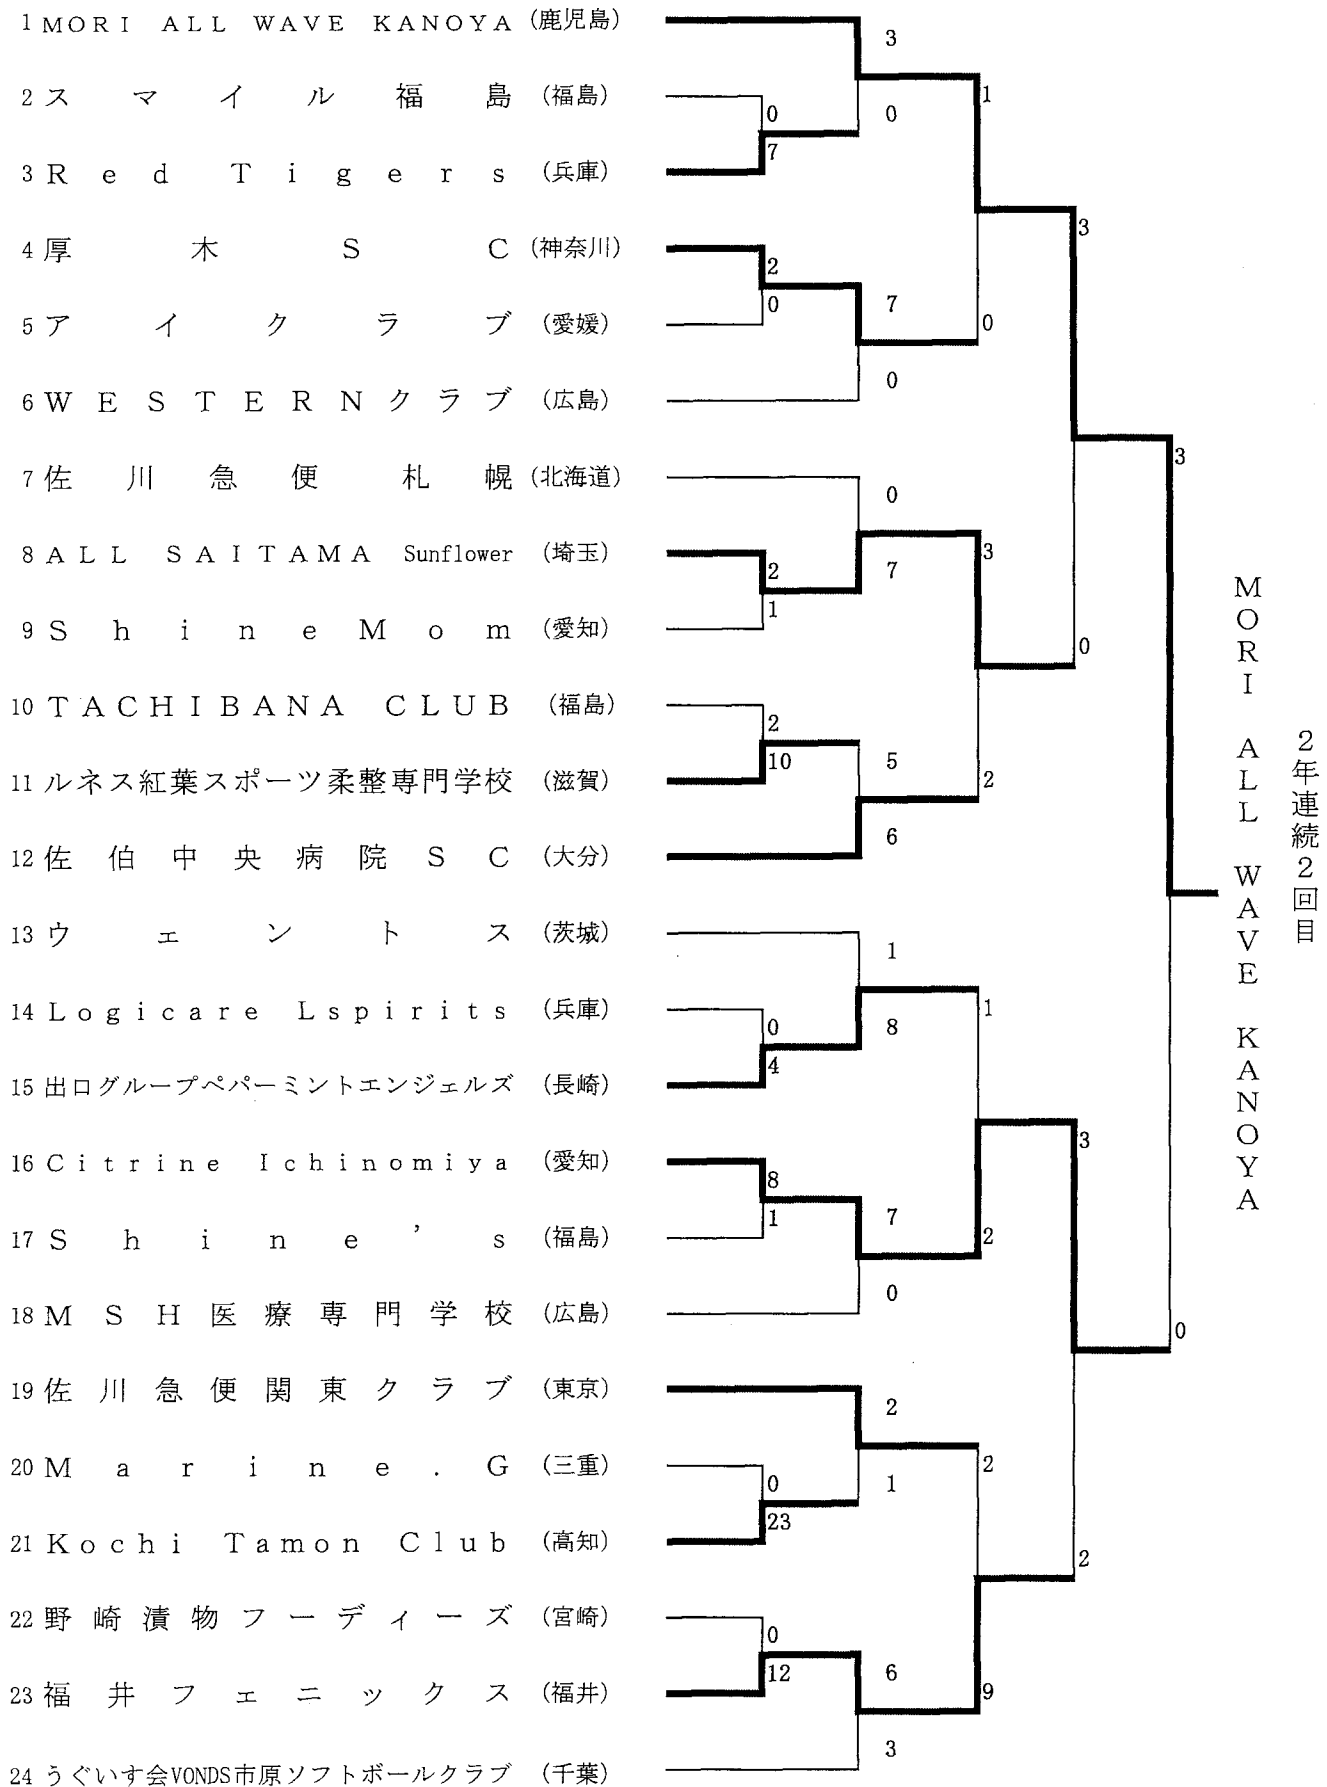 1 MORI ALL WAVE KANOYA (鹿児島)
3
1
2 スマイル福島 (福島)
0
0
7
3 Red Tigers (兵庫)
3
4 厚木SC (神奈川)
2
0
7
0
5 アイクラブ (愛媛)
0
6 WESTERNクラブ (広島)
3
7 佐川急便札幌 (北海道)
0
8 ALL SAITAMA Sunflower (埼玉)
3
2
7
1
9 ShineMom (愛知)
0
10 TACHIBANA CLUB (福島)
2
10
5
2
11 ルネス紅葉スポーツ柔整専門学校 (滋賀)
6
12 佐伯中央病院SC (大分)
13 ウェントス (茨城)
1
14 Logicare Lspirits (兵庫)
1
0
8
4
15 出口グループペパーミントエンジェルズ (長崎)
3
16 Citrine Ichinomiya (愛知)
8
1
7
2
17 Shine’s (福島)
0
18 MSH医療専門学校 (広島)
0
19 佐川急便関東クラブ (東京)
2
20 Marine.G (三重)
2
0
1
23
21 Kochi Tamon Club (高知)
2
22 野崎漬物フーディーズ (宮崎)
0
12
6
9
23 福井フェニックス (福井)
3
24 うぐいす会VONDS市原ソフトボールクラブ (千葉)
MORI ALL WAVE KANOYA
2年連続2回目